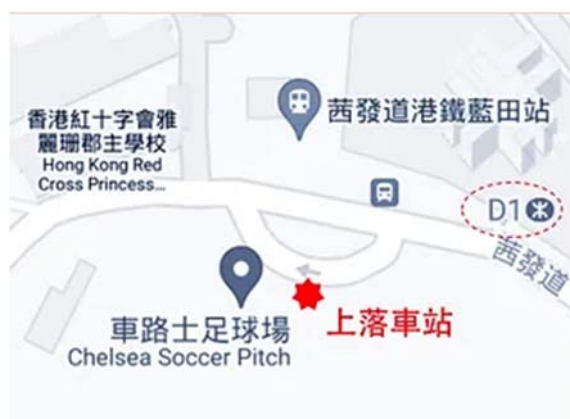 茜發道港鐵藍田站
香港紅十字會雅
麗珊郡主學校
Hong Kong Red
Cross Princess...
D1
茜發道
車路士足球場
Chelsea Soccer Pitch
上落車站